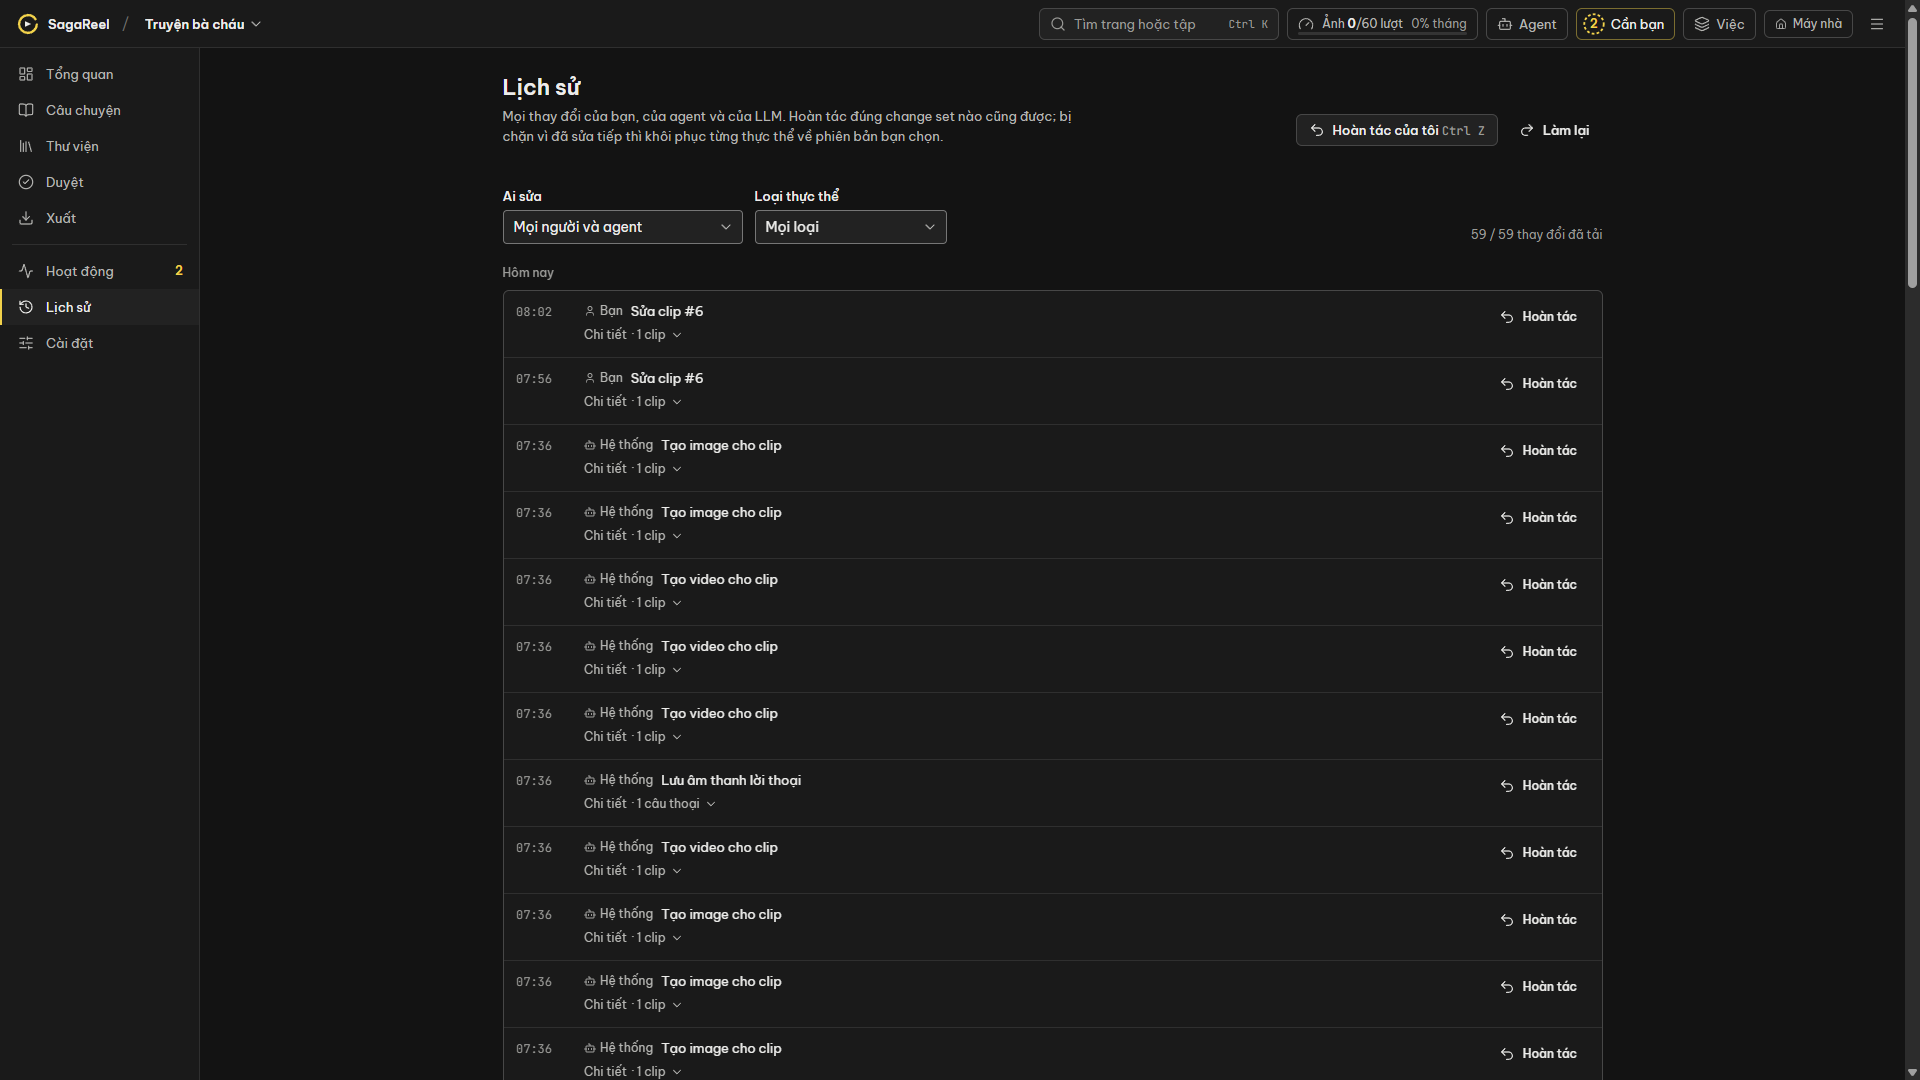 SagaReel / Truyện bà cháu
Tìm trang hoặc tập Ctrl K
Ảnh 0/60 lượt 0% tháng
Agent
2 Cần bạn
Việc
Máy nhà
Tổng quan
Câu chuyện
Thư viện
Duyệt
Xuất
Hoạt động 2
Lịch sử
Cài đặt
Lịch sử
Mọi thay đổi của bạn, của agent và của LLM. Hoàn tác đúng change set nào cũng được; bị
chặn vì đã sửa tiếp thì khôi phục từng thực thể về phiên bản bạn chọn.
Hoàn tác của tôi Ctrl Z
Làm lại
Ai sửa
Mọi người và agent
Loại thực thể
Mọi loại
59 / 59 thay đổi đã tải
Hôm nay
08:02 Bạn Sửa clip #6 Hoàn tác
Chi tiết · 1 clip
07:56 Bạn Sửa clip #6 Hoàn tác
Chi tiết · 1 clip
07:36 Hệ thống Tạo image cho clip Hoàn tác
Chi tiết · 1 clip
07:36 Hệ thống Tạo image cho clip Hoàn tác
Chi tiết · 1 clip
07:36 Hệ thống Tạo video cho clip Hoàn tác
Chi tiết · 1 clip
07:36 Hệ thống Tạo video cho clip Hoàn tác
Chi tiết · 1 clip
07:36 Hệ thống Tạo video cho clip Hoàn tác
Chi tiết · 1 clip
07:36 Hệ thống Lưu âm thanh lời thoại Hoàn tác
Chi tiết · 1 câu thoại
07:36 Hệ thống Tạo video cho clip Hoàn tác
Chi tiết · 1 clip
07:36 Hệ thống Tạo image cho clip Hoàn tác
Chi tiết · 1 clip
07:36 Hệ thống Tạo image cho clip Hoàn tác
Chi tiết · 1 clip
07:36 Hệ thống Tạo image cho clip Hoàn tác
Chi tiết · 1 clip